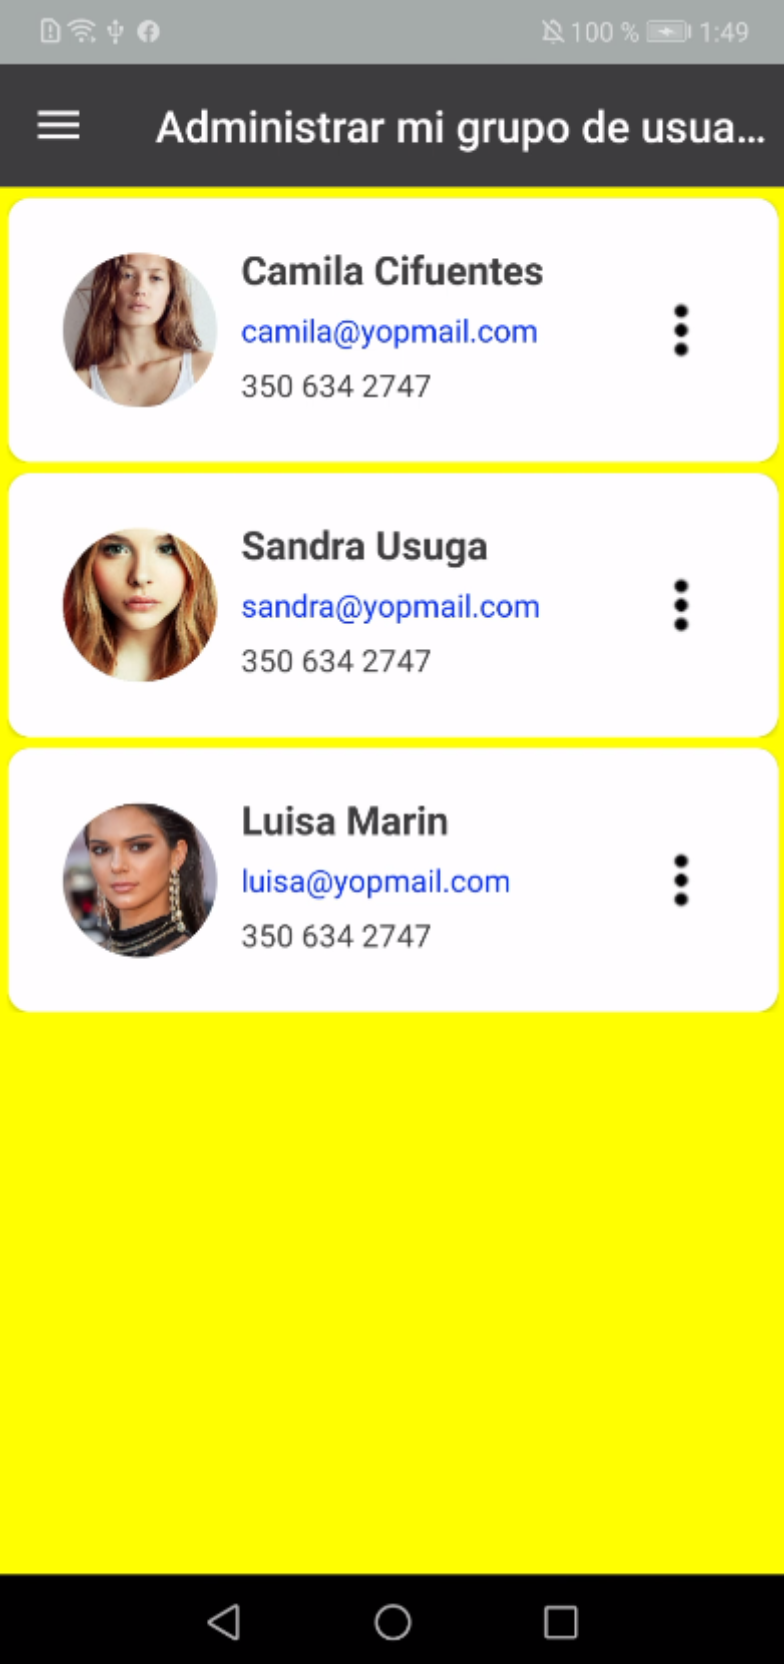 100 % 1:49
Administrar mi grupo de usua...
Camila Cifuentes
camila@yopmail.com
350 634 2747
Sandra Usuga
sandra@yopmail.com
350 634 2747
Luisa Marin
luisa@yopmail.com
350 634 2747